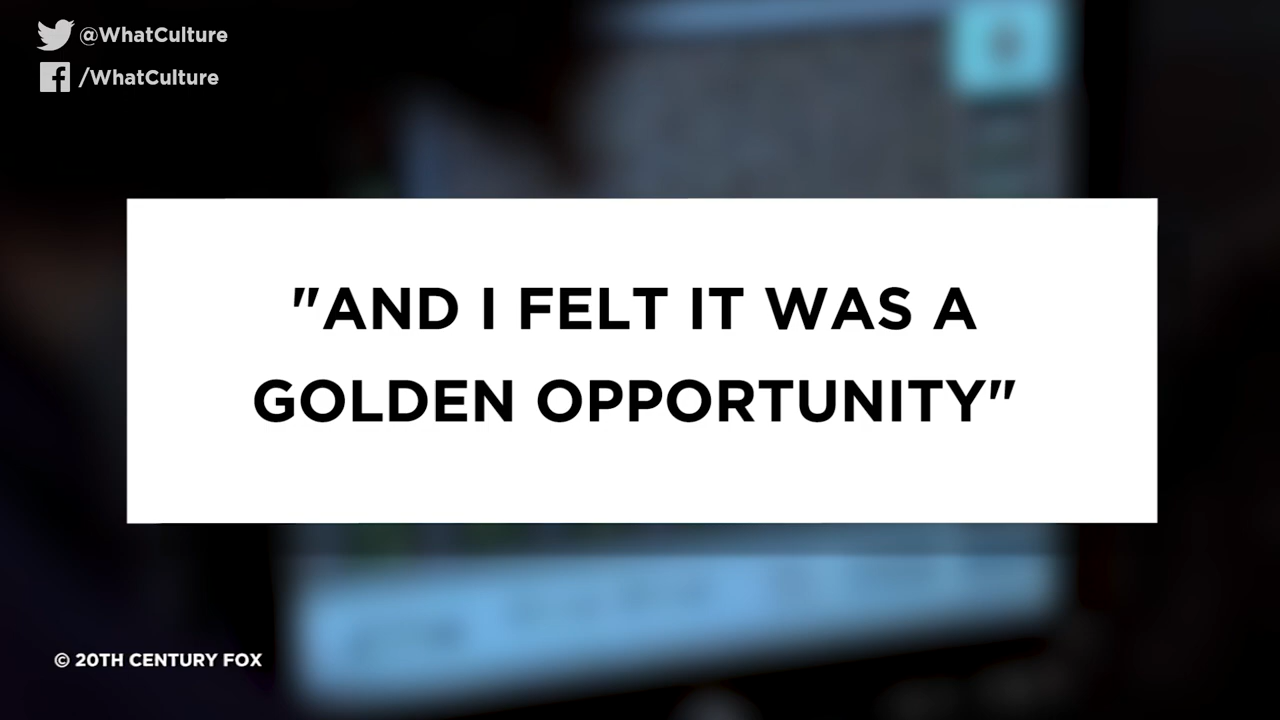 @WhatCulture
/WhatCulture
"AND I FELT IT WAS A
GOLDEN OPPORTUNITY"
© 20TH CENTURY FOX